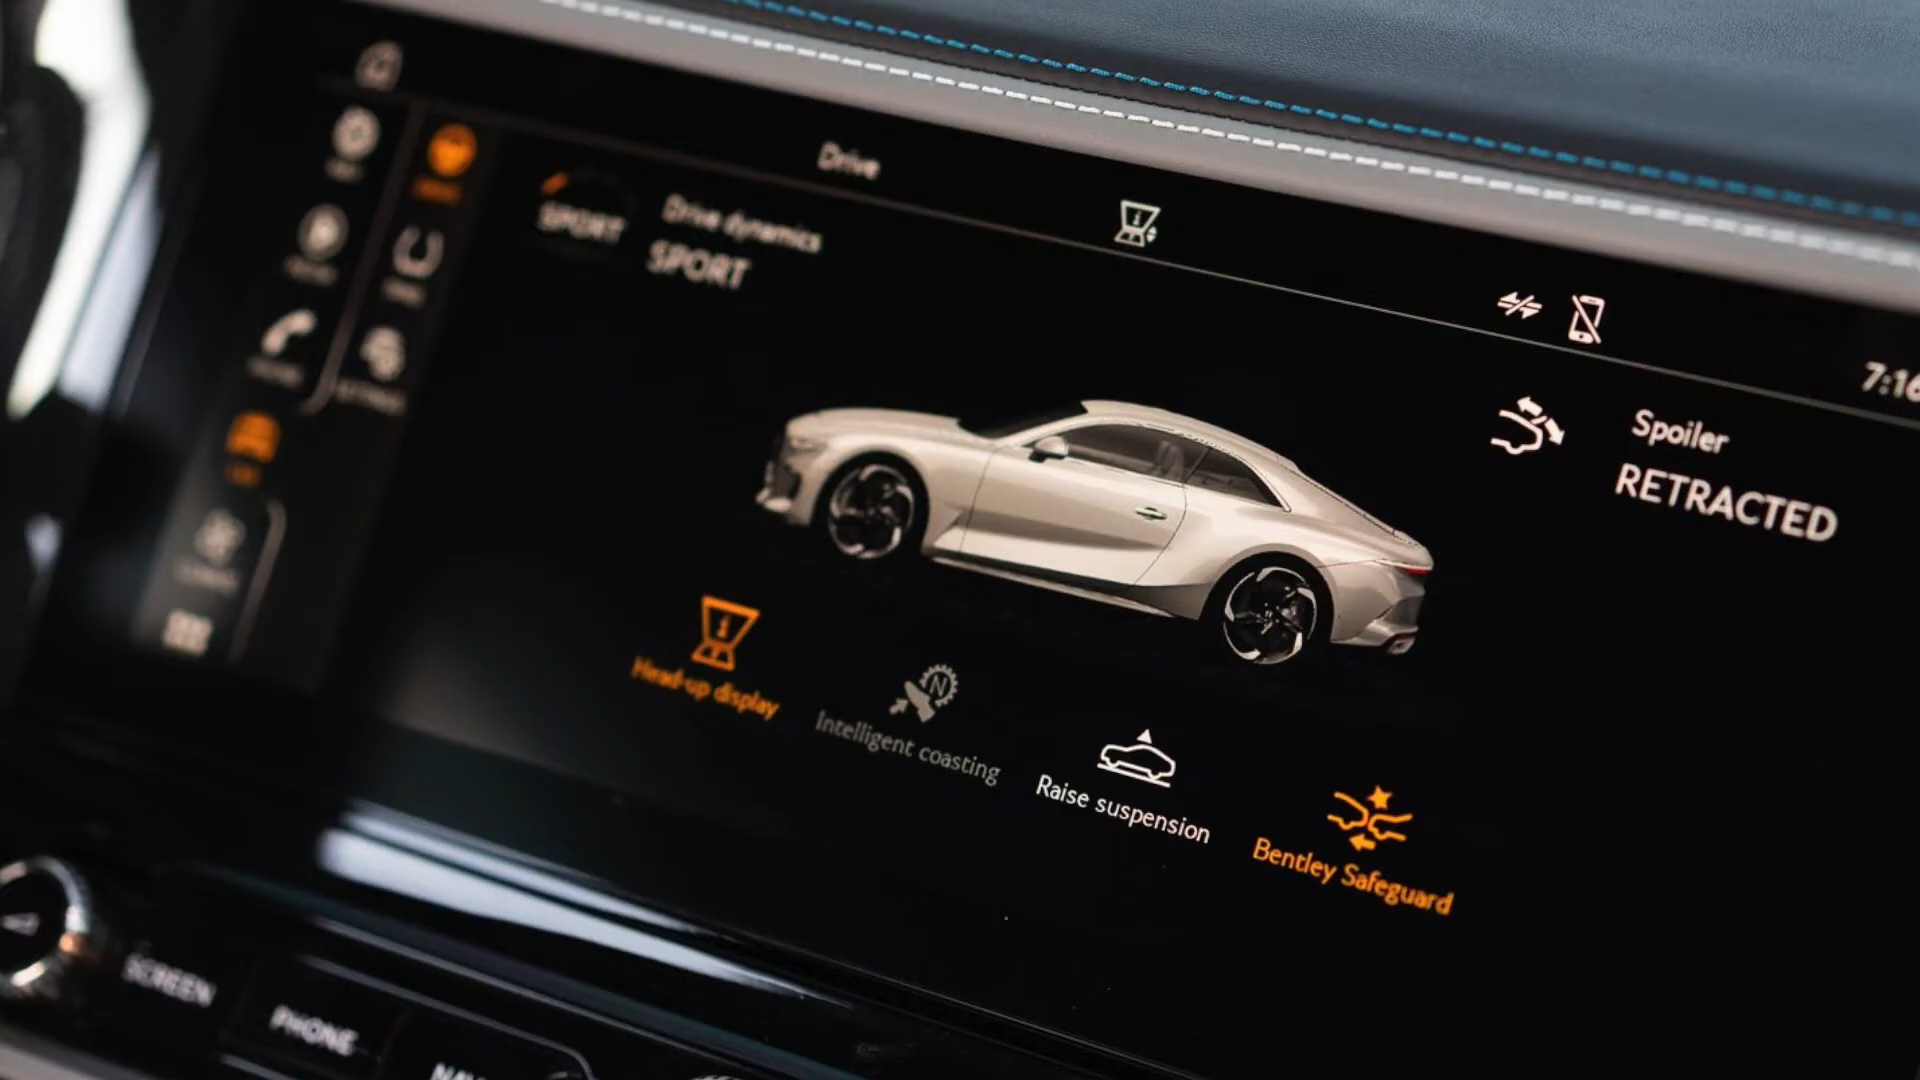 Drive
7:16
SPORT
Drive dynamics
SPORT
Spoiler
RETRACTED
Head-up display
N
Intelligent coasting
Raise suspension
Bentley Safeguard
SCREEN
PHONE